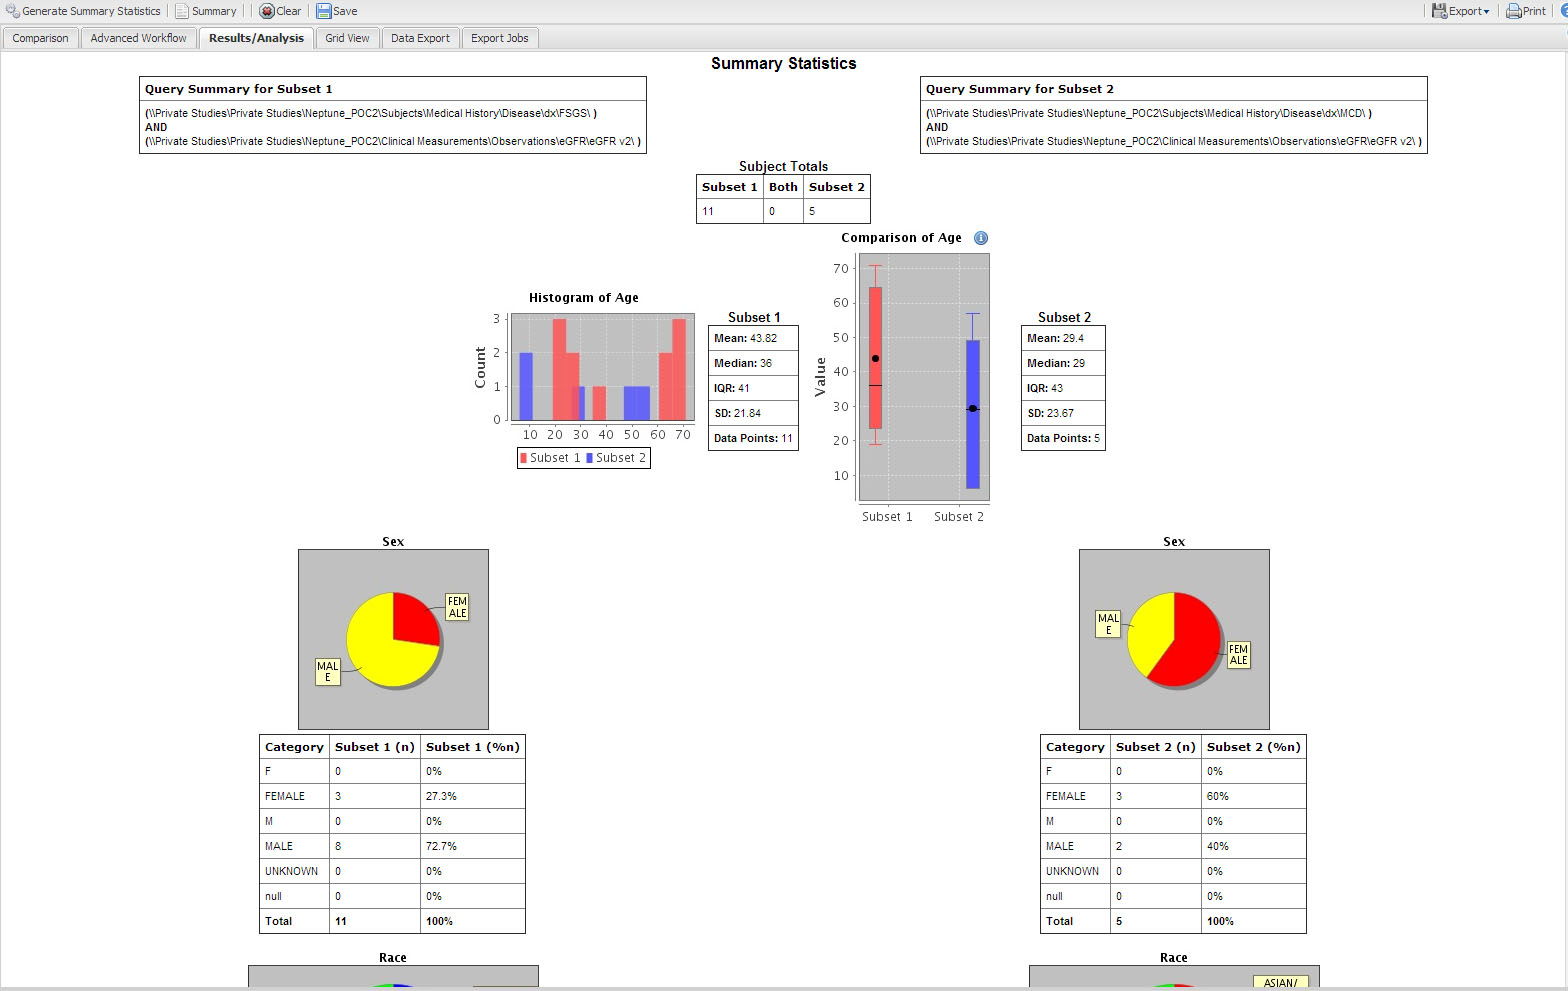 Generate Summary Statistics Summary Clear Save Export Print
Comparison Advanced Workflow Results/Analysis Grid View Data Export Export Jobs
Summary Statistics
Query Summary for Subset 1
(\\Private Studies\Private Studies\Neptune_POC2\Subjects\Medical History\Disease\dx\FSGS\ )
AND
(\\Private Studies\Private Studies\Neptune_POC2\Clinical Measurements\Observations\eGFR\eGFR v2\ )
Query Summary for Subset 2
(\\Private Studies\Private Studies\Neptune_POC2\Subjects\Medical History\Disease\dx\MCD\ )
AND
(\\Private Studies\Private Studies\Neptune_POC2\Clinical Measurements\Observations\eGFR\eGFR v2\ )
Subject Totals
Subset 1 Both Subset 2
11 0 5
Histogram of Age
Count
3
2
1
0
10 20 30 40 50 60 70
Subset 1 Subset 2
Subset 1
Mean: 43.82
Median: 36
IQR: 41
SD: 21.84
Data Points: 11
Comparison of Age
Value
70
60
50
40
30
20
10
Subset 1 Subset 2
Subset 2
Mean: 29.4
Median: 29
IQR: 43
SD: 23.67
Data Points: 5
Sex
FEM
ALE
MAL
E
Category Subset 1 (n) Subset 1 (%n)
F 0 0%
FEMALE 3 27.3%
M 0 0%
MALE 8 72.7%
UNKNOWN 0 0%
null 0 0%
Total 11 100%
Race
Sex
MAL
E
FEM
ALE
Category Subset 2 (n) Subset 2 (%n)
F 0 0%
FEMALE 3 60%
M 0 0%
MALE 2 40%
UNKNOWN 0 0%
null 0 0%
Total 5 100%
Race
ASIAN/